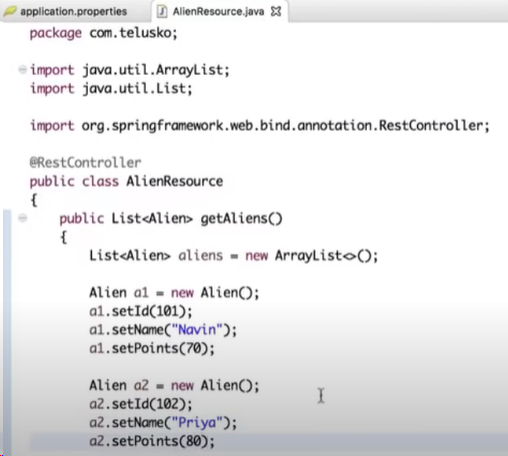 application.properties
AlienResource.java
package com.telusko;
import java.util.ArrayList;
import java.util.List;
import org.springframework.web.bind.annotation.RestController;
@RestController
public class AlienResource
{
public List<Alien> getAliens()
{
List<Alien> aliens = new ArrayList<>();
Alien a1 = new Alien();
a1.setId(101);
a1.setName("Navin");
a1.setPoints(70);
Alien a2 = new Alien();
a2.setId(102);
a2.setName("Priya");
a2.setPoints(80);